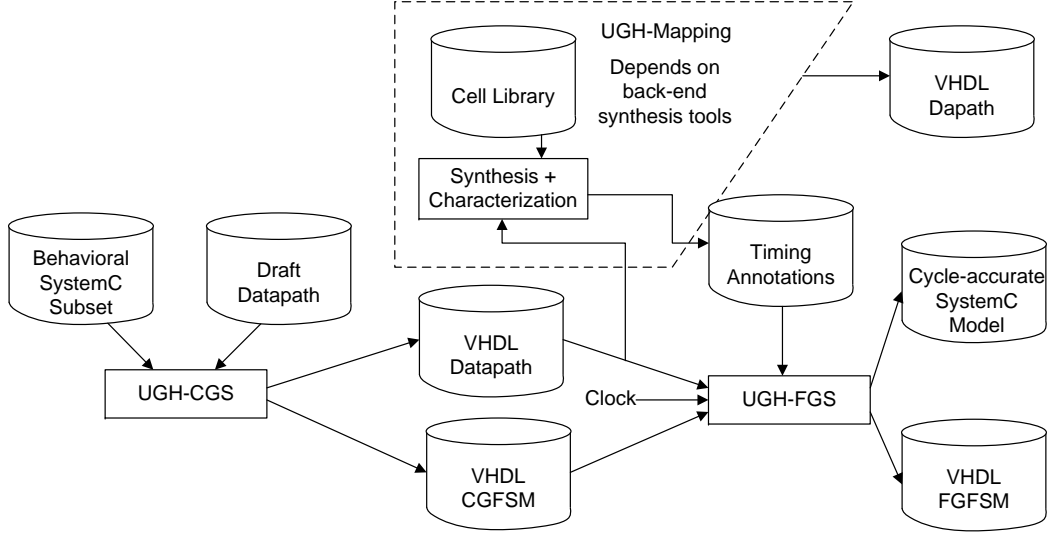 UGH-Mapping
Depends on
back-end
synthesis tools
Cell Library
VHDL
Dapath
Synthesis +
Characterization
Behavioral
SystemC
Subset
Draft
Datapath
Timing
Annotations
Cycle-accurate
SystemC
Model
VHDL
Datapath
UGH-CGS
Clock
UGH-FGS
VHDL
CGFSM
VHDL
FGFSM